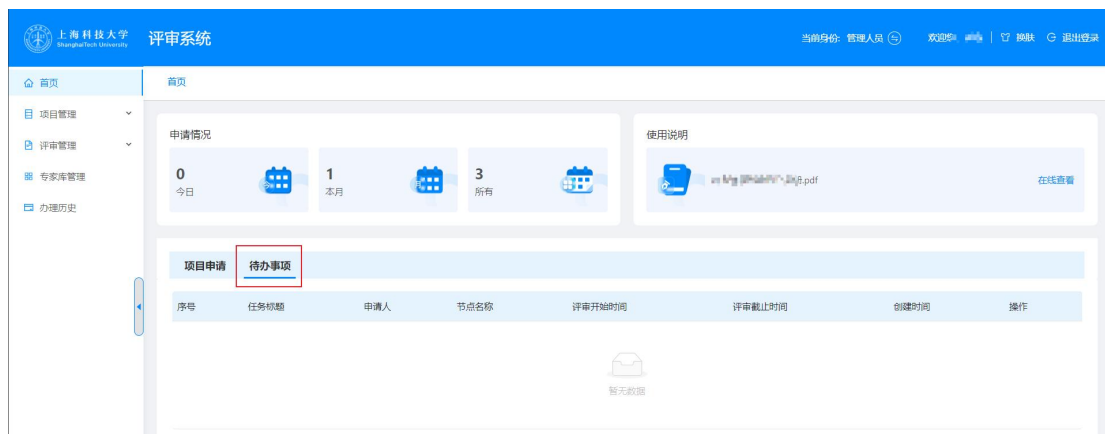 上海科技大学
ShanghaiTech University
评审系统
当前身份: 管理人员
欢迎您
换肤
退出登录
首页
项目管理
评审管理
专家库管理
办理历史
首页
申请情况
0
今日
1
本月
3
所有
使用说明
.pdf
在线查看
项目申请 待办事项
序号 任务标题 申请人 节点名称 评审开始时间 评审截止时间 创建时间 操作
暂无数据